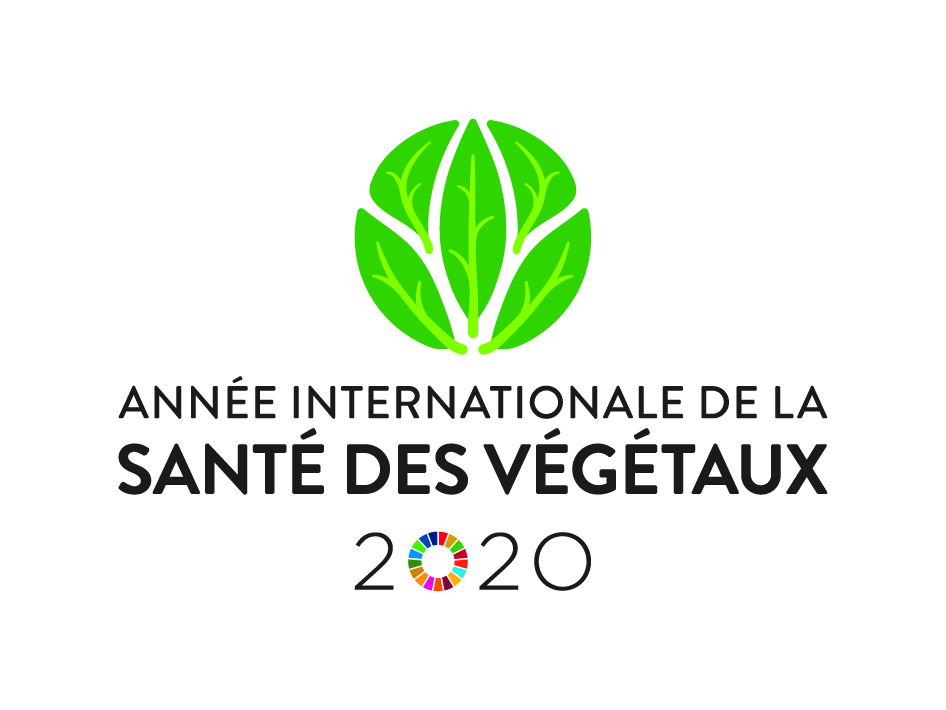 ANNÉE INTERNATIONALE DE LA
SANTÉ DES VÉGÉTAUX
2020